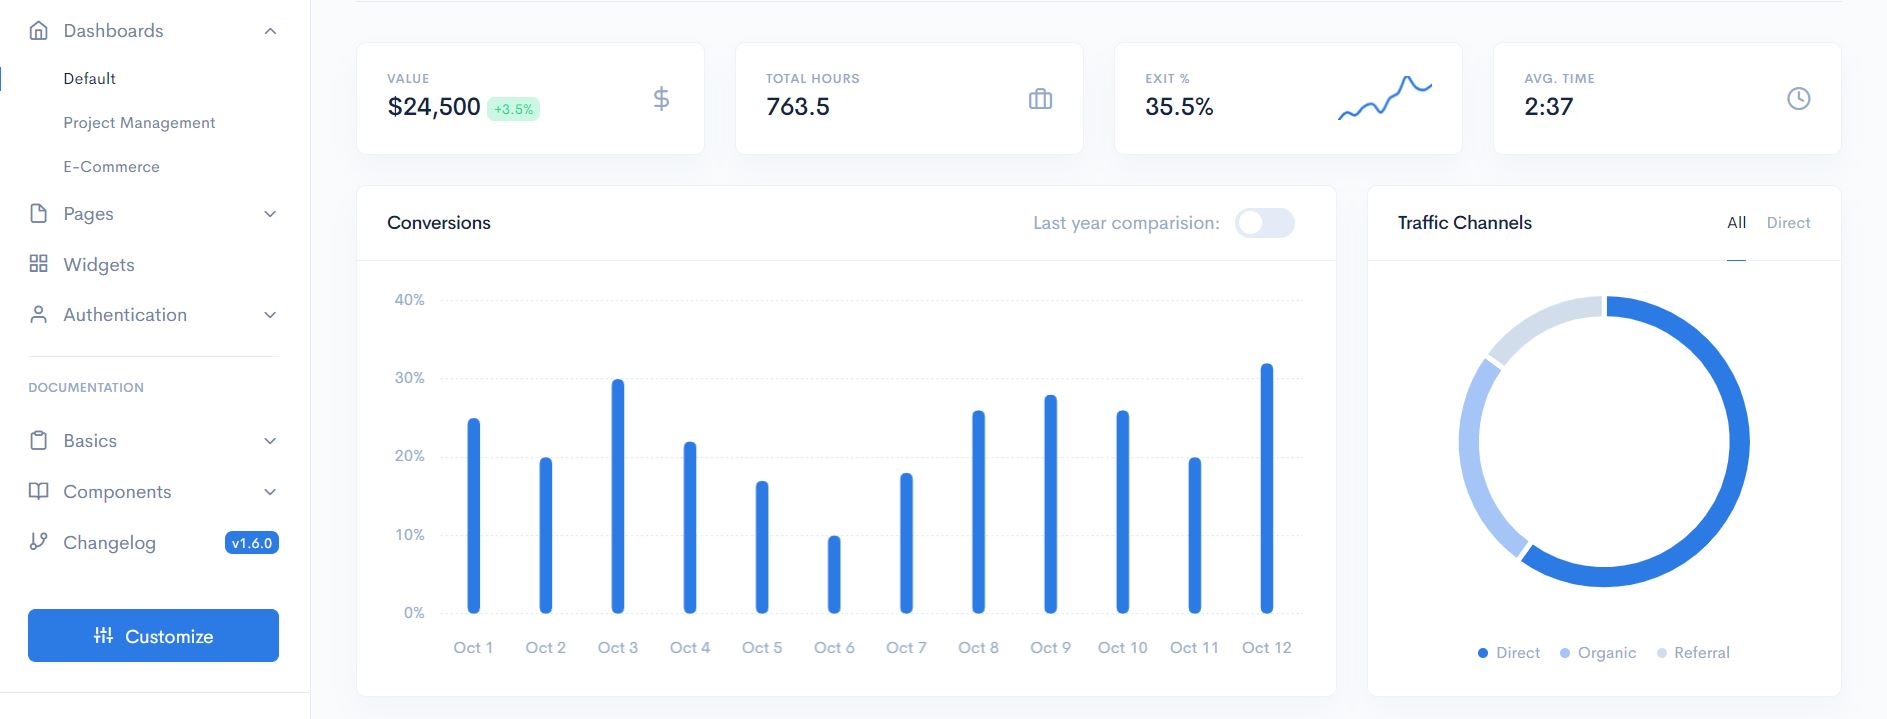 Dashboards
Default
Project Management
E-Commerce
Pages
Widgets
Authentication
DOCUMENTATION
Basics
Components
Changelog v1.6.0
Customize
VALUE
$24,500 +3.5%
TOTAL HOURS
763.5
EXIT %
35.5%
AVG. TIME
2:37
Conversions Last year comparision:
40%
30%
20%
10%
0%
Oct 1 Oct 2 Oct 3 Oct 4 Oct 5 Oct 6 Oct 7 Oct 8 Oct 9 Oct 10 Oct 11 Oct 12
Traffic Channels All Direct
Direct Organic Referral